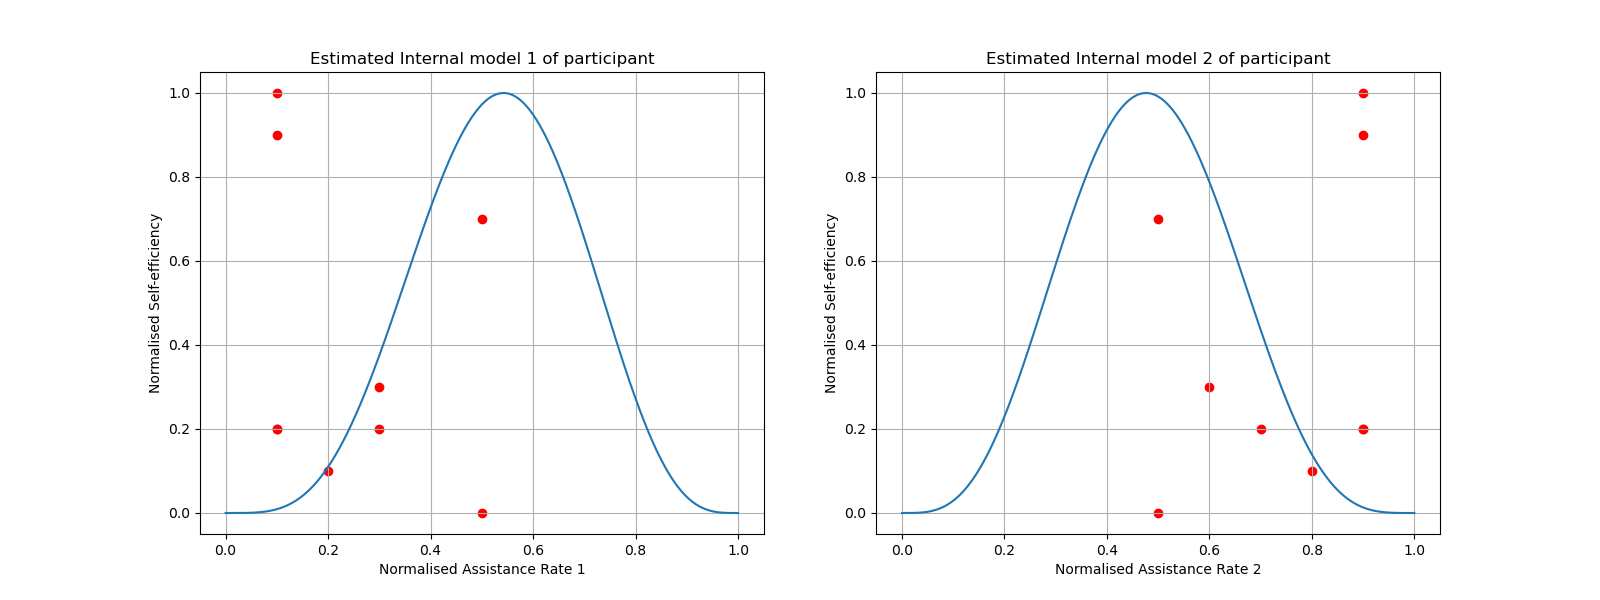 Estimated Internal model 1 of participant
1.0
0.8
0.6
0.4
0.2
0.0
Normalised Self-efficiency
0.0 0.2 0.4 0.6 0.8 1.0
Normalised Assistance Rate 1
Estimated Internal model 2 of participant
1.0
0.8
0.6
0.4
0.2
0.0
Normalised Self-efficiency
0.0 0.2 0.4 0.6 0.8 1.0
Normalised Assistance Rate 2